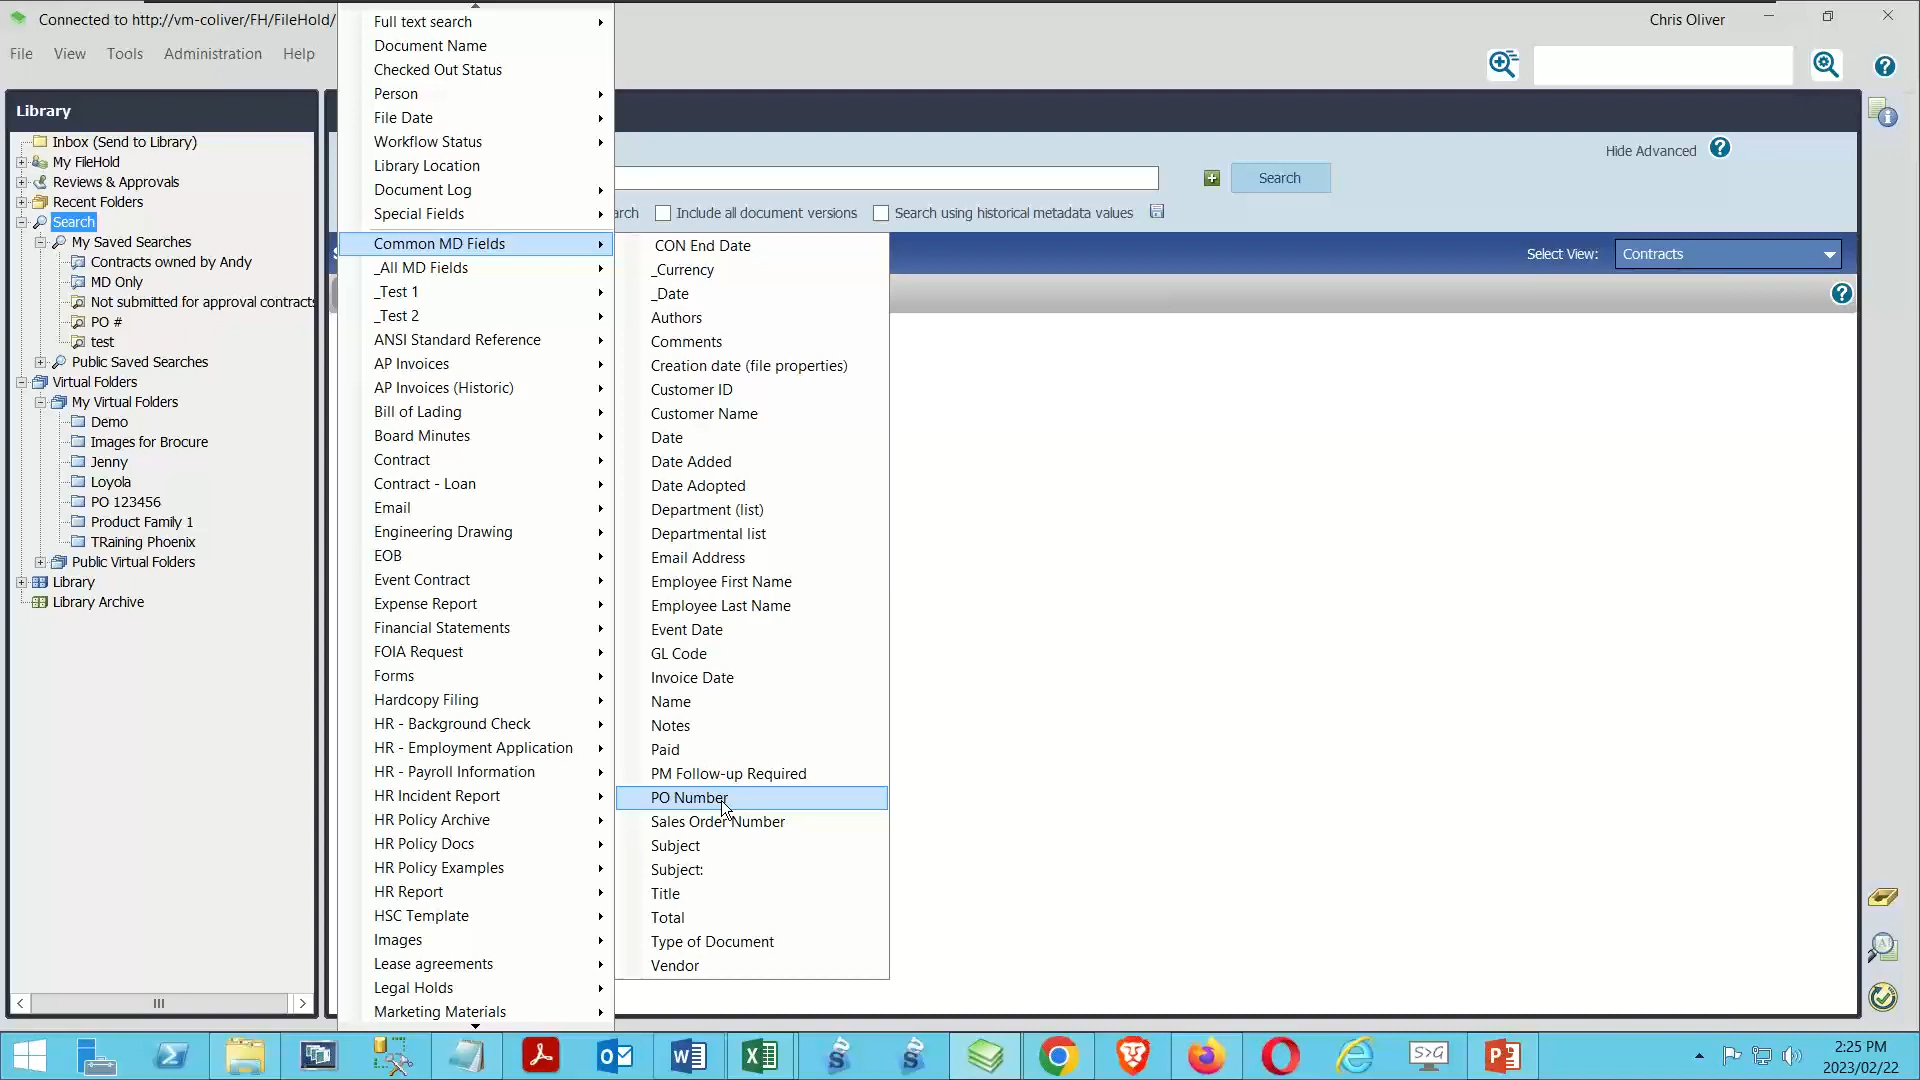 Connected to http://vm-coliver/FH/FileHold/
Chris Oliver
File View Tools Administration Help
Library
Inbox (Send to Library)
My FileHold
Reviews & Approvals
Recent Folders
Search
My Saved Searches
Contracts owned by Andy
MD Only
Not submitted for approval contracts
PO #
test
Public Saved Searches
Virtual Folders
My Virtual Folders
Demo
Images for Brocure
Jenny
Loyola
PO 123456
Product Family 1
TRaining Phoenix
Public Virtual Folders
Library
Library Archive
Full text search
Document Name
Checked Out Status
Person
File Date
Workflow Status
Library Location
Document Log
Special Fields
Common MD Fields
_All MD Fields
_Test 1
_Test 2
ANSI Standard Reference
AP Invoices
AP Invoices (Historic)
Bill of Lading
Board Minutes
Contract
Contract - Loan
Email
Engineering Drawing
EOB
Event Contract
Expense Report
Financial Statements
FOIA Request
Forms
Hardcopy Filing
HR - Background Check
HR - Employment Application
HR - Payroll Information
HR Incident Report
HR Policy Archive
HR Policy Docs
HR Policy Examples
HR Report
HSC Template
Images
Lease agreements
Legal Holds
Marketing Materials
CON End Date
_Currency
_Date
Authors
Comments
Creation date (file properties)
Customer ID
Customer Name
Date
Date Added
Date Adopted
Department (list)
Departmental list
Email Address
Employee First Name
Employee Last Name
Event Date
GL Code
Invoice Date
Name
Notes
Paid
PM Follow-up Required
PO Number
Sales Order Number
Subject
Subject:
Title
Total
Type of Document
Vendor
Hide Advanced
Search
arch Include all document versions Search using historical metadata values
Select View: Contracts
S>G
2:25 PM
2023/02/22